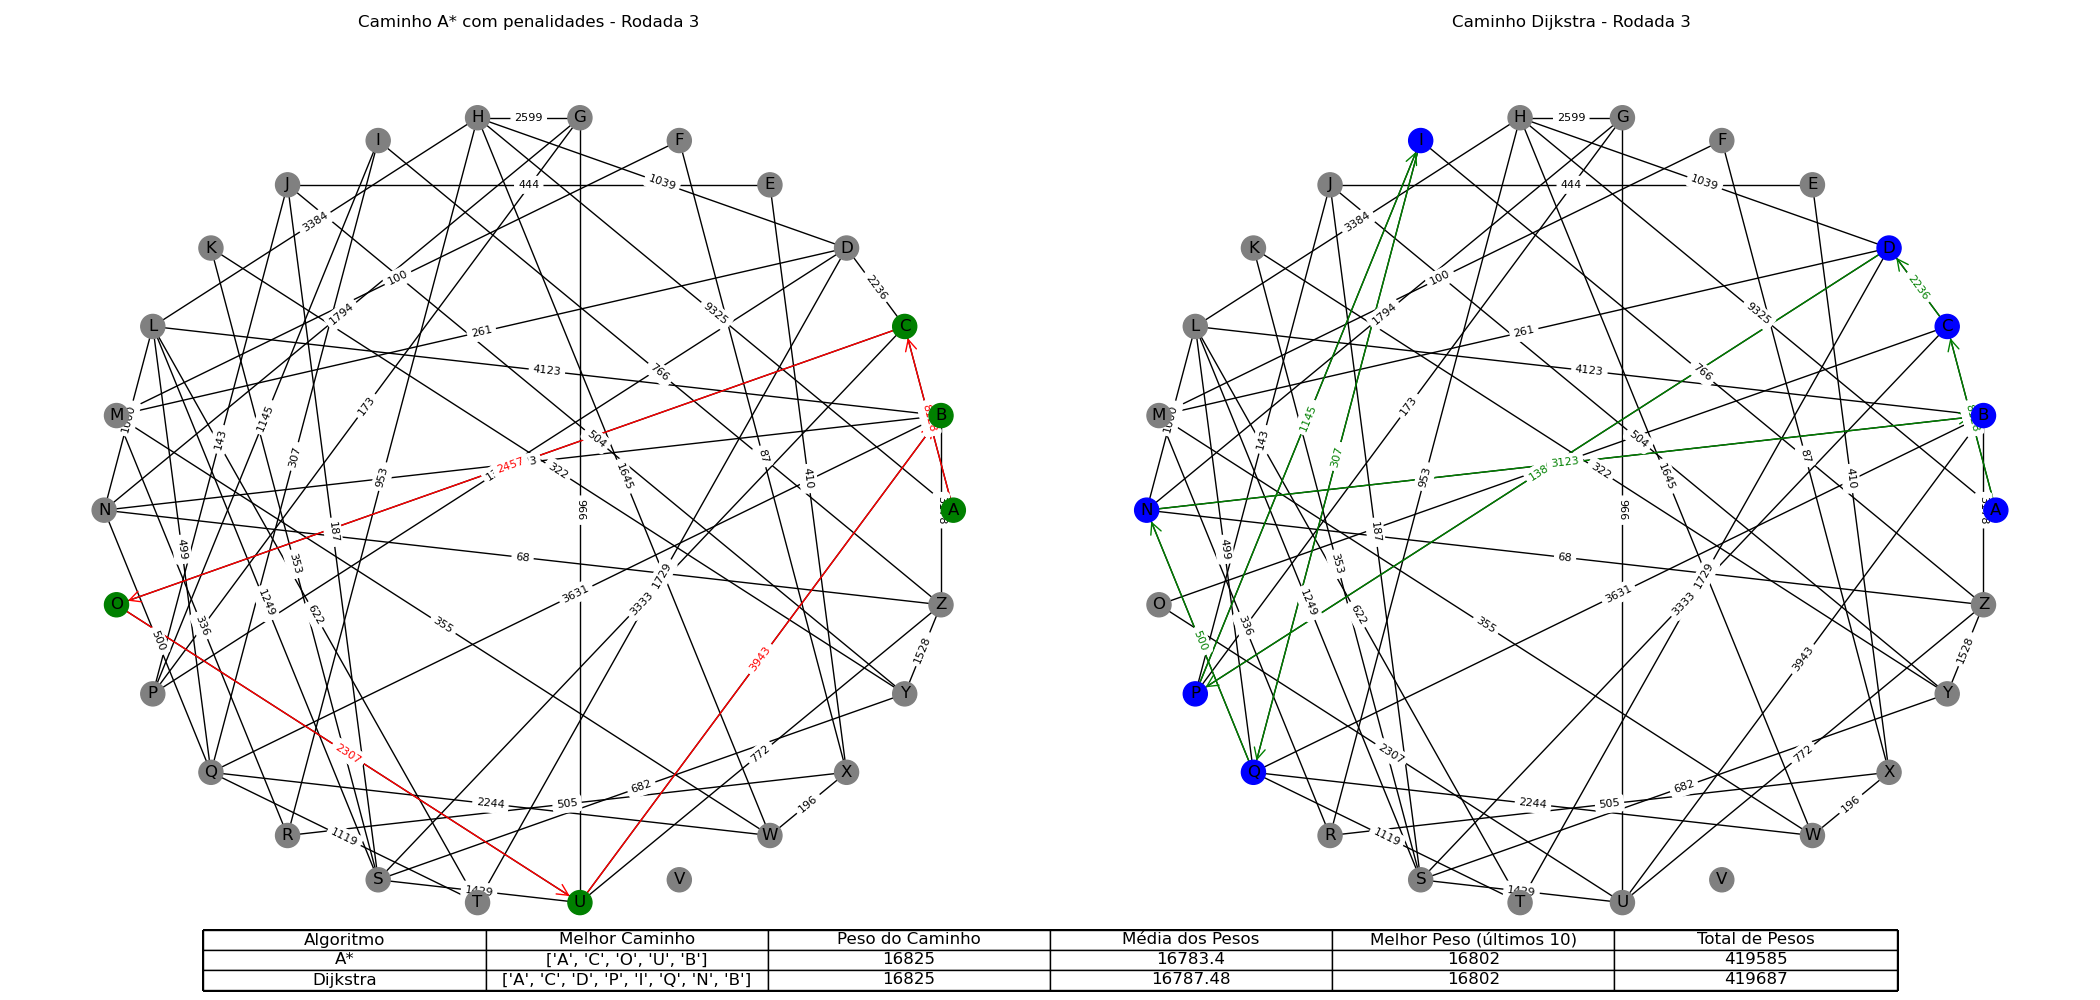 Caminho A* com penalidades - Rodada 3
H
2599
G
I
F
J
444
1039
E
3384
K
D
100
2236
1794
9325
L
261
C
4123
766
M
173
B
1145
143
504
307
2457
322
87
953
1645
410
N
187
966
A
499
68
353
1729
O
1249
3631
3333
Z
622
336
355
500
1528
3943
P
Y
2307
772
Q
X
682
2244
505
196
R
1119
W
S
V
T
U
Caminho Dijkstra - Rodada 3
H
2599
G
I
F
J
444
1039
E
3384
K
D
100
2236
1794
9325
L
261
C
4123
766
M
173
B
1145
143
504
307
3123
322
87
953
1645
410
N
187
966
A
499
68
353
1729
O
1249
3631
3333
Z
622
336
355
500
1528
3943
P
Y
2307
772
Q
X
682
2244
505
196
R
1119
W
S
V
T
U
Algoritmo Melhor Caminho Peso do Caminho Média dos Pesos Melhor Peso (últimos 10) Total de Pesos
A* ['A', 'C', 'O', 'U', 'B'] 16825 16783.4 16802 419585
Dijkstra ['A', 'C', 'D', 'P', 'I', 'Q', 'N', 'B'] 16825 16787.48 16802 419687